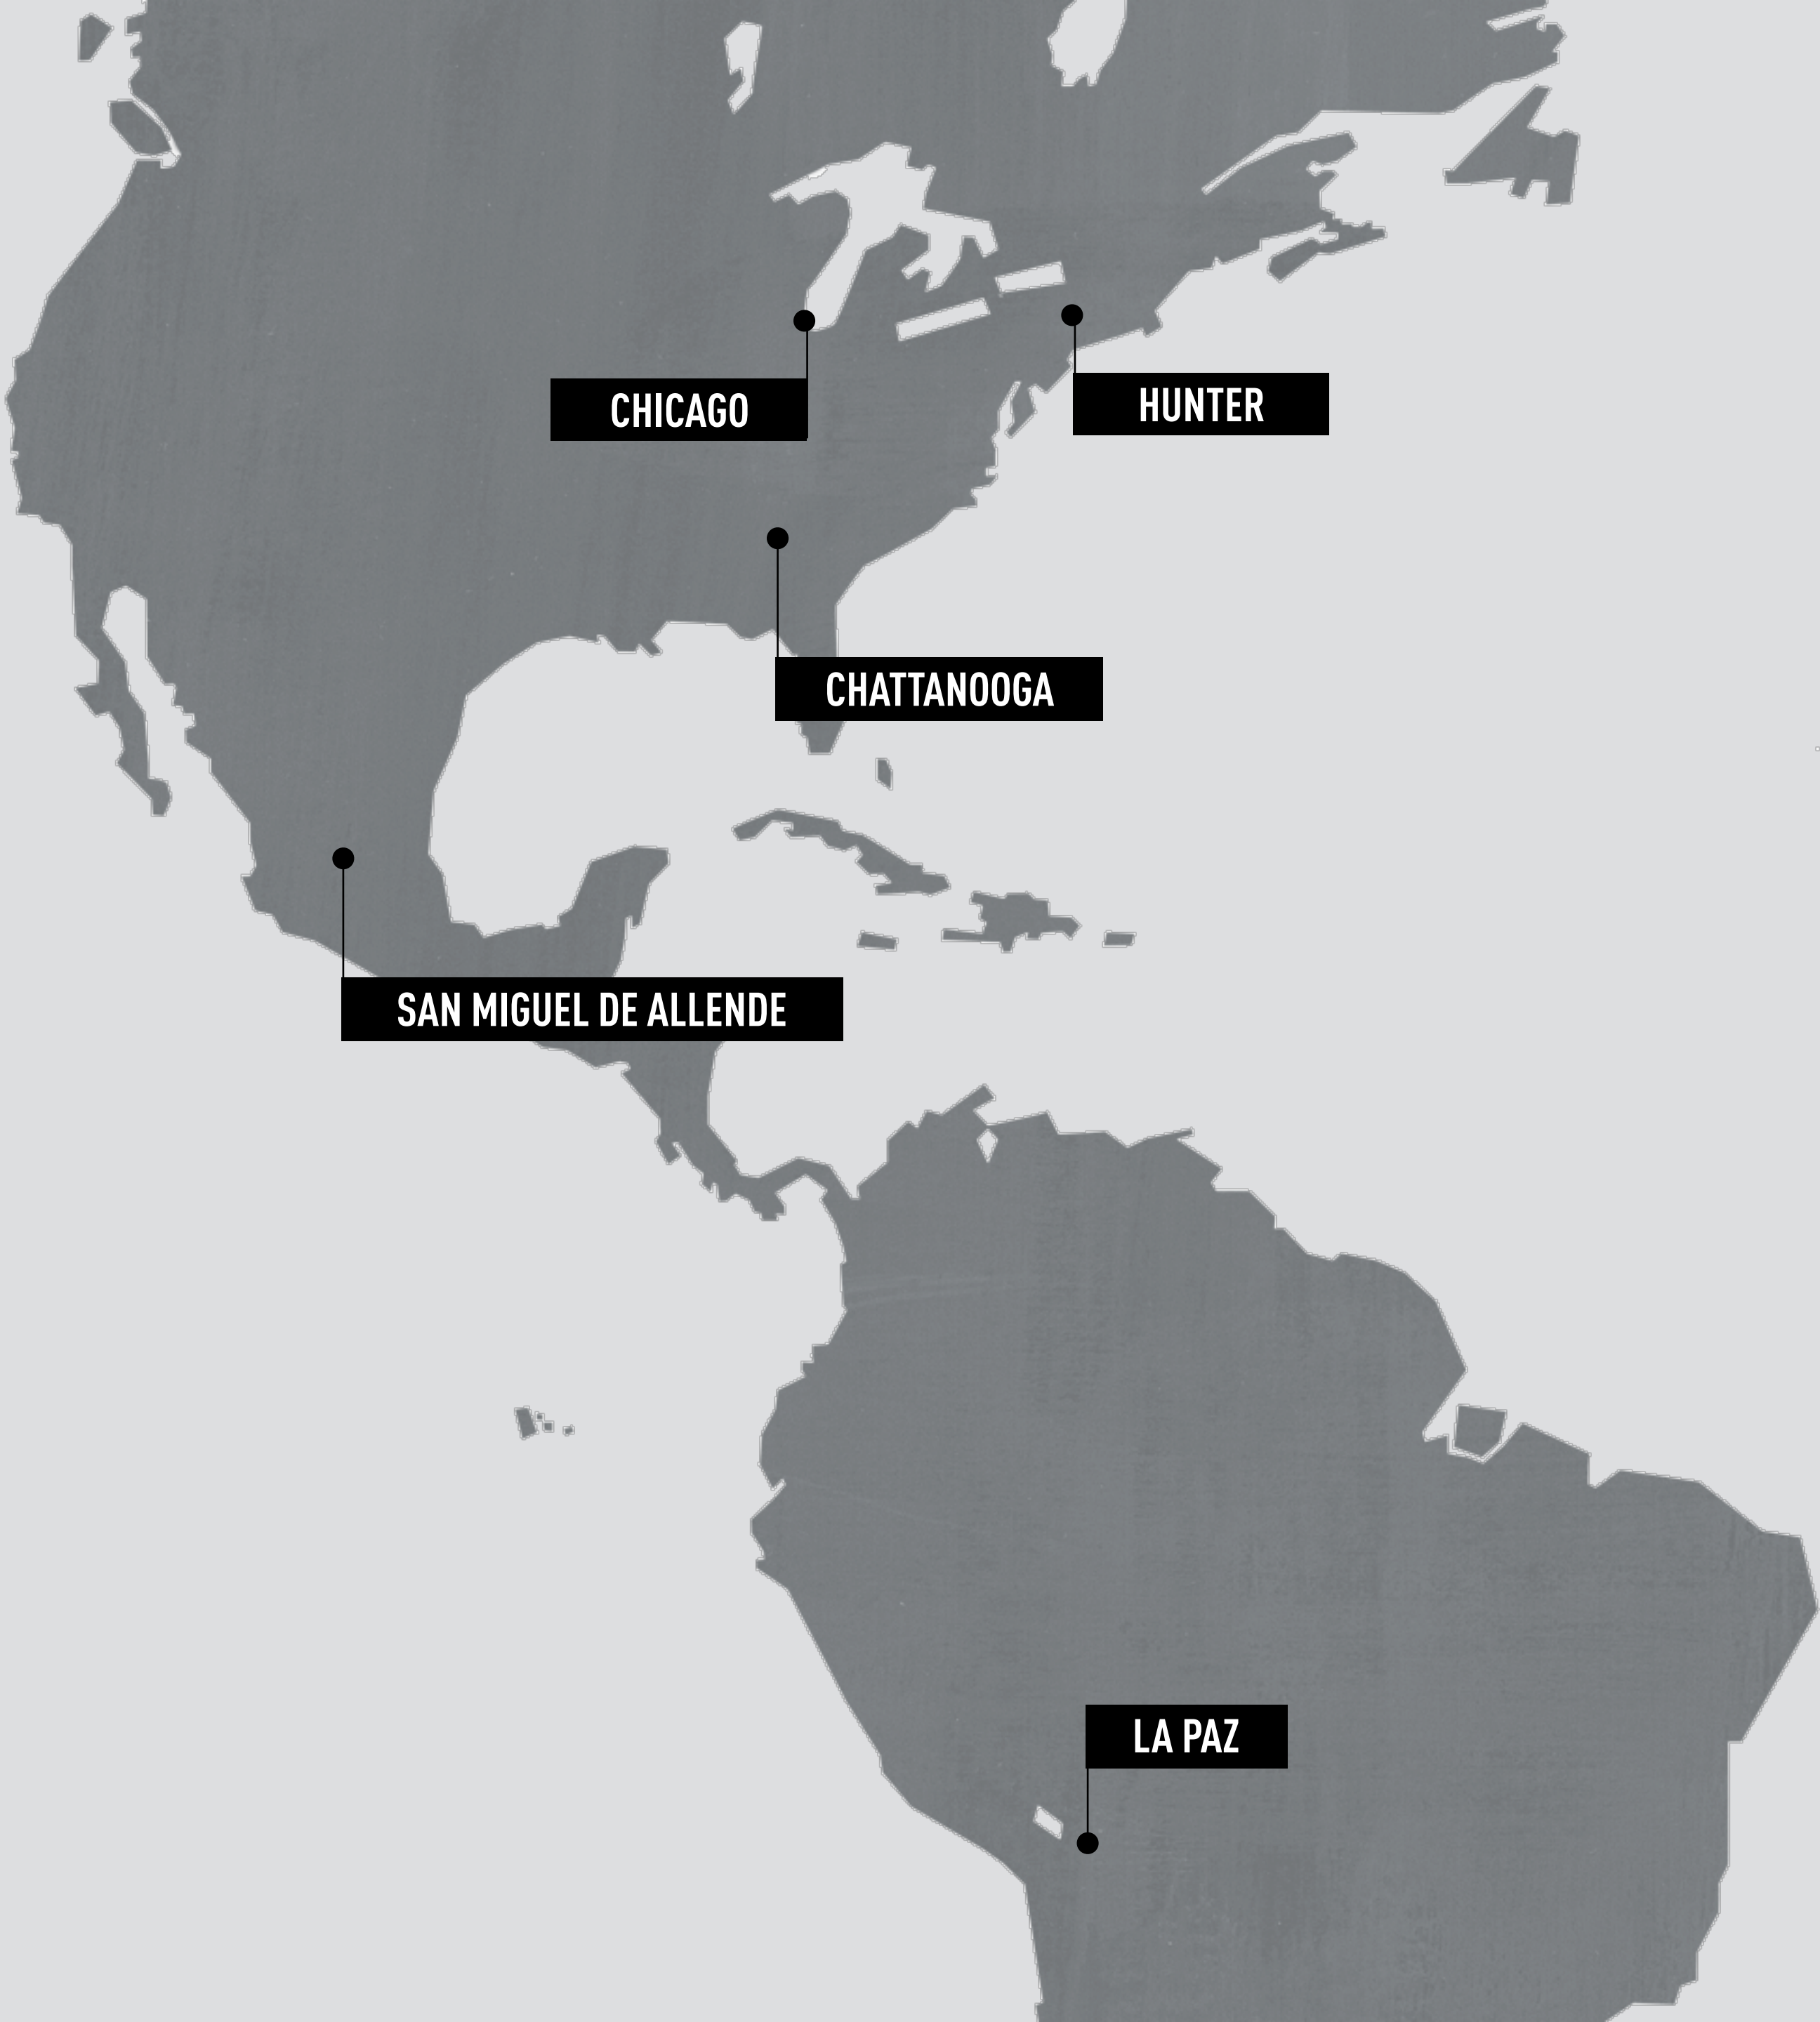 CHICAGO
HUNTER
CHATTANOOGA
SAN MIGUEL DE ALLENDE
LA PAZ